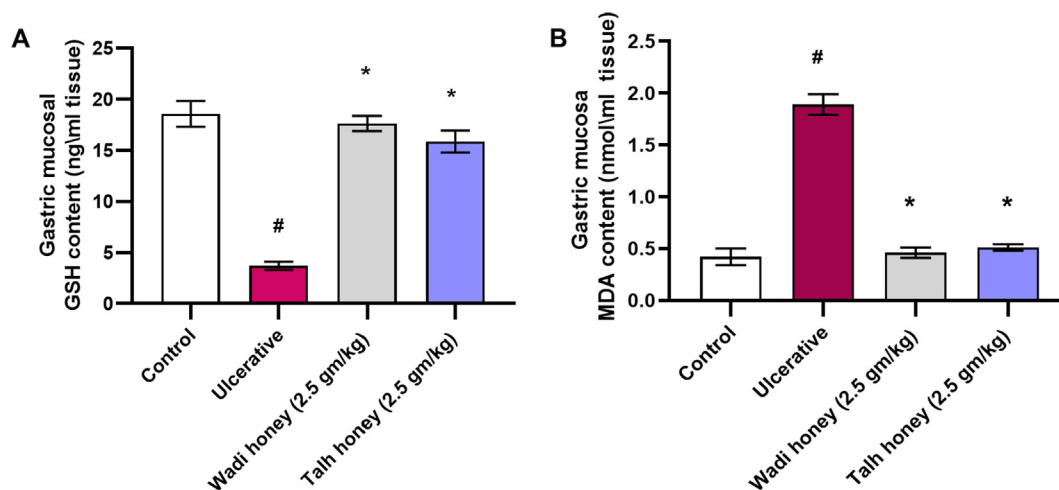 A
Gastric mucosal
GSH content (ng\ml tissue)
25
20
15
10
5
0
#
*
*
Control
Ulcerative
Wadi honey (2.5 gm/kg)
Talh honey (2.5 gm/kg)
B
Gastric mucosa
MDA content (nmol\ml tissue)
2.5
2.0
1.5
1.0
0.5
0.0
#
*
*
Control
Ulcerative
Wadi honey (2.5 gm/kg)
Talh honey (2.5 gm/kg)